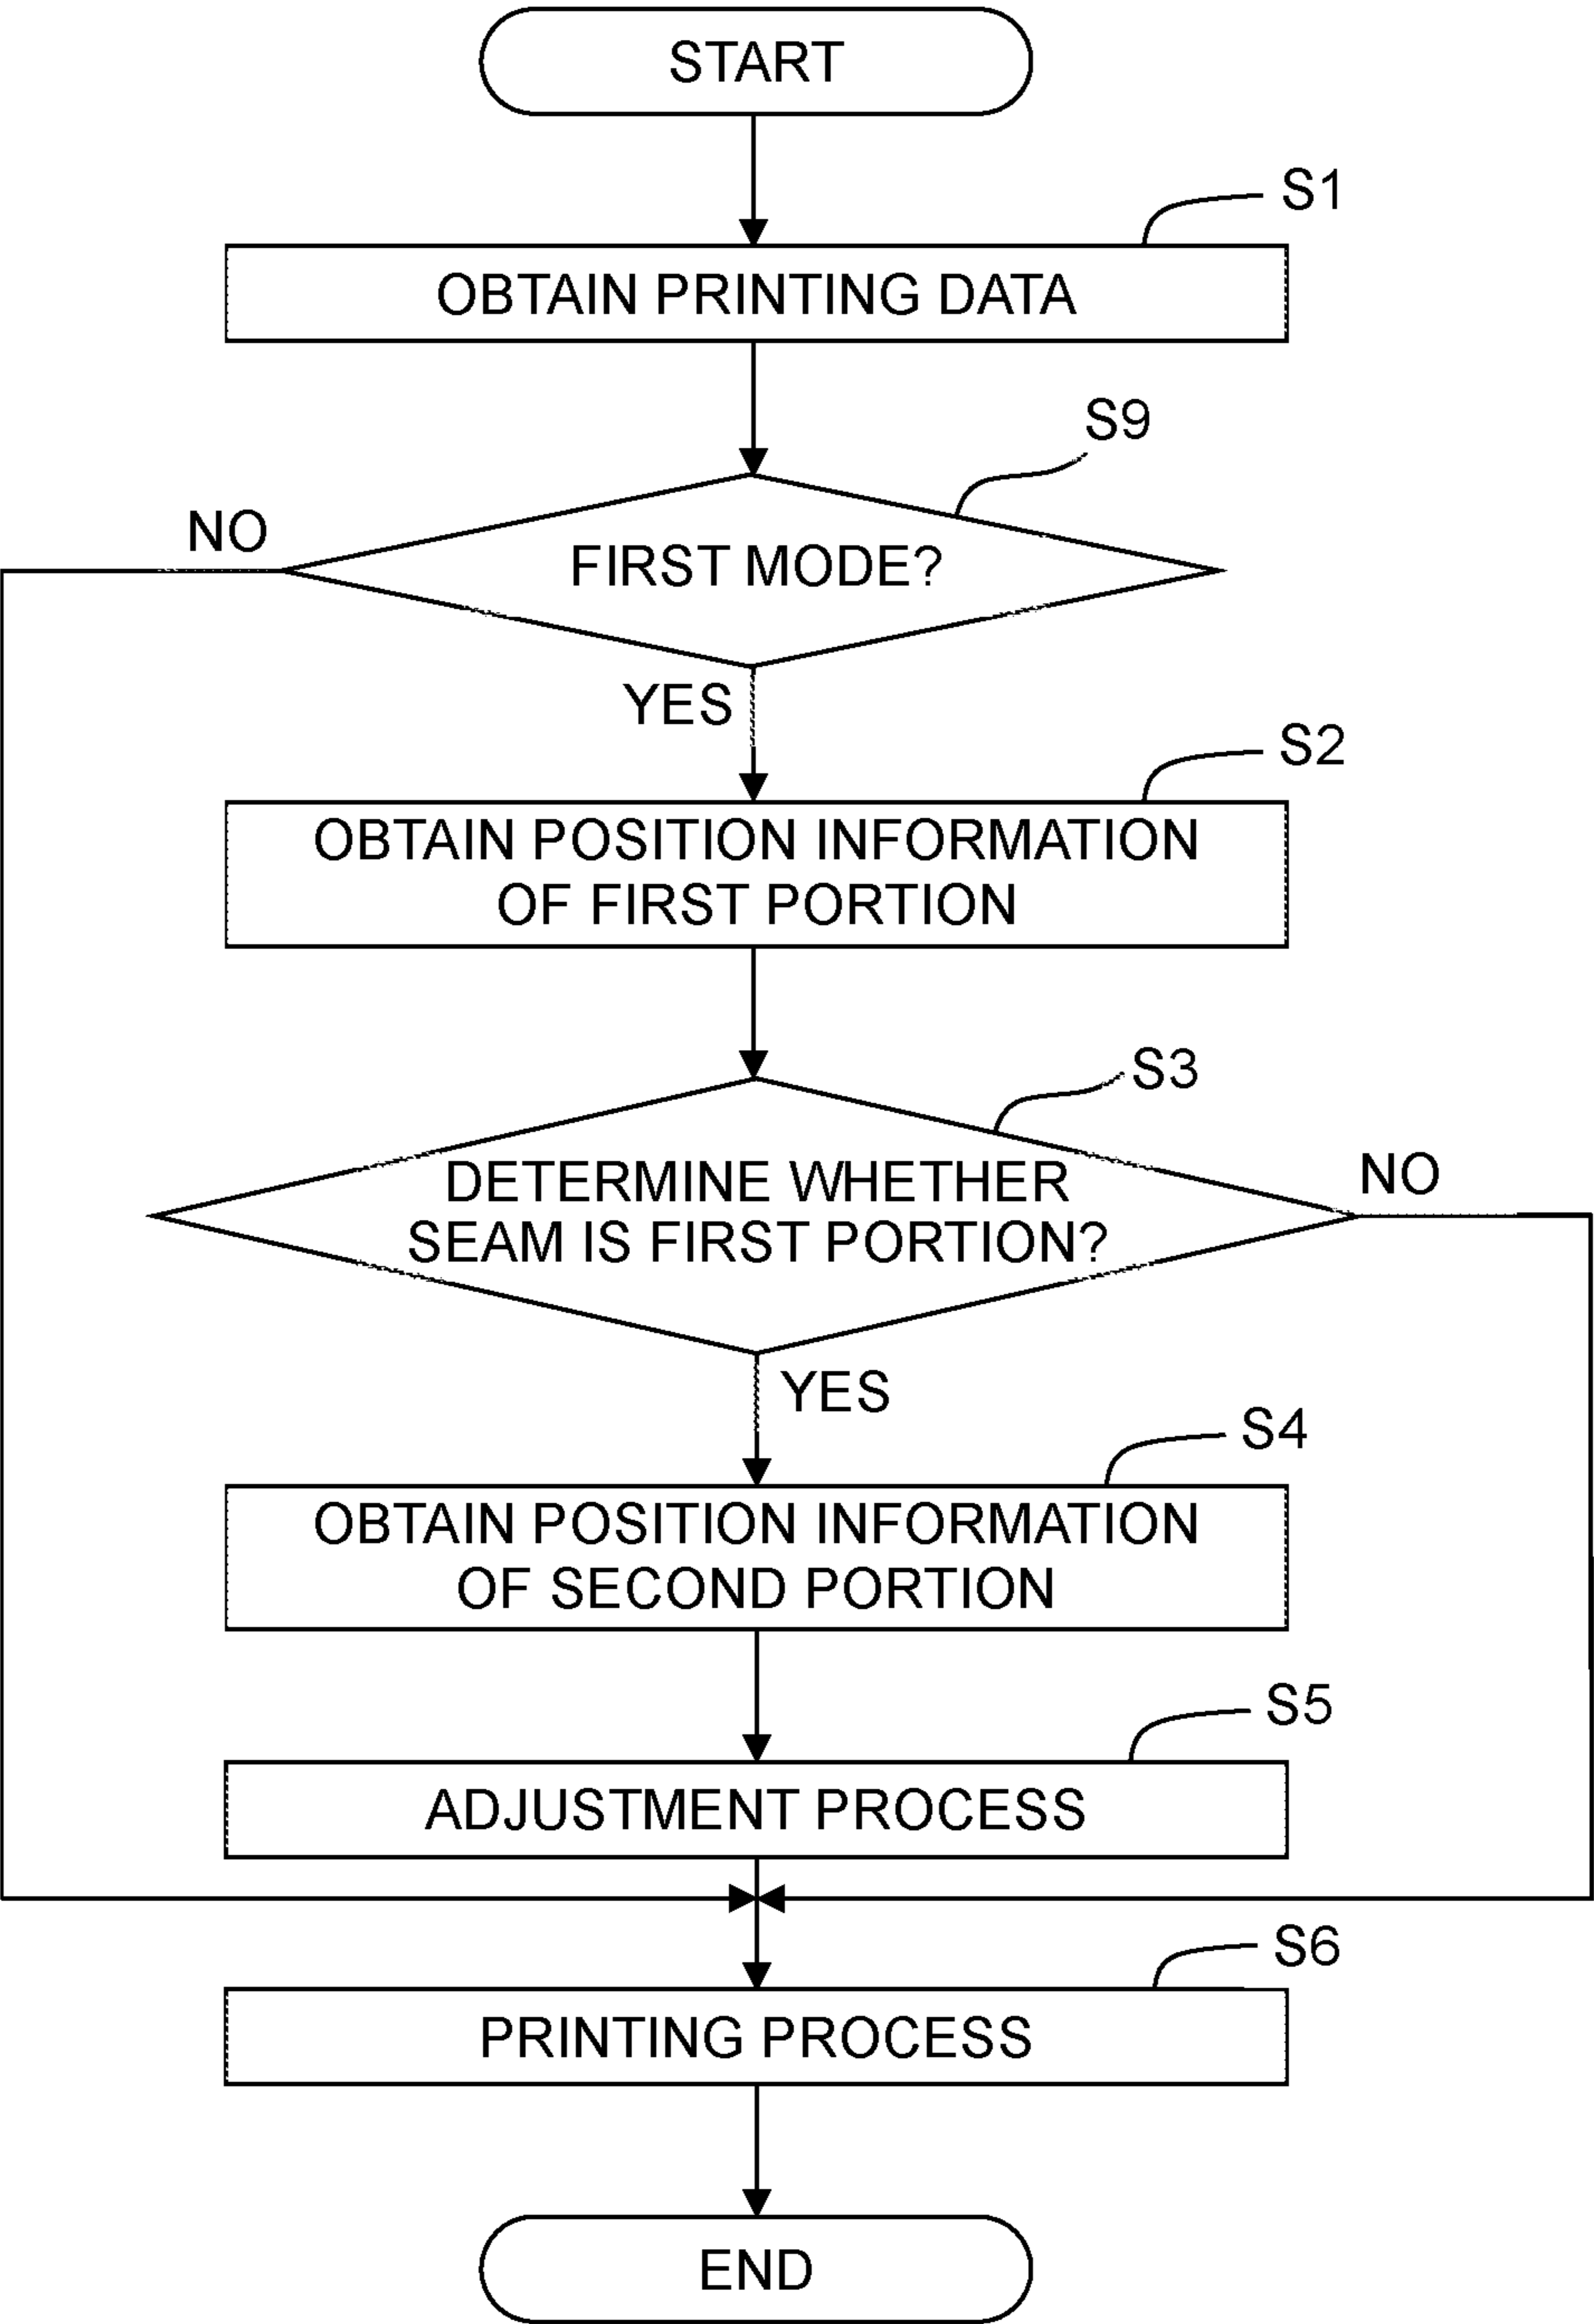 START
S1
OBTAIN PRINTING DATA
S9
NO
FIRST MODE?
YES
S2
OBTAIN POSITION INFORMATION
OF FIRST PORTION
S3
NO
DETERMINE WHETHER
SEAM IS FIRST PORTION?
YES
S4
OBTAIN POSITION INFORMATION
OF SECOND PORTION
S5
ADJUSTMENT PROCESS
S6
PRINTING PROCESS
END